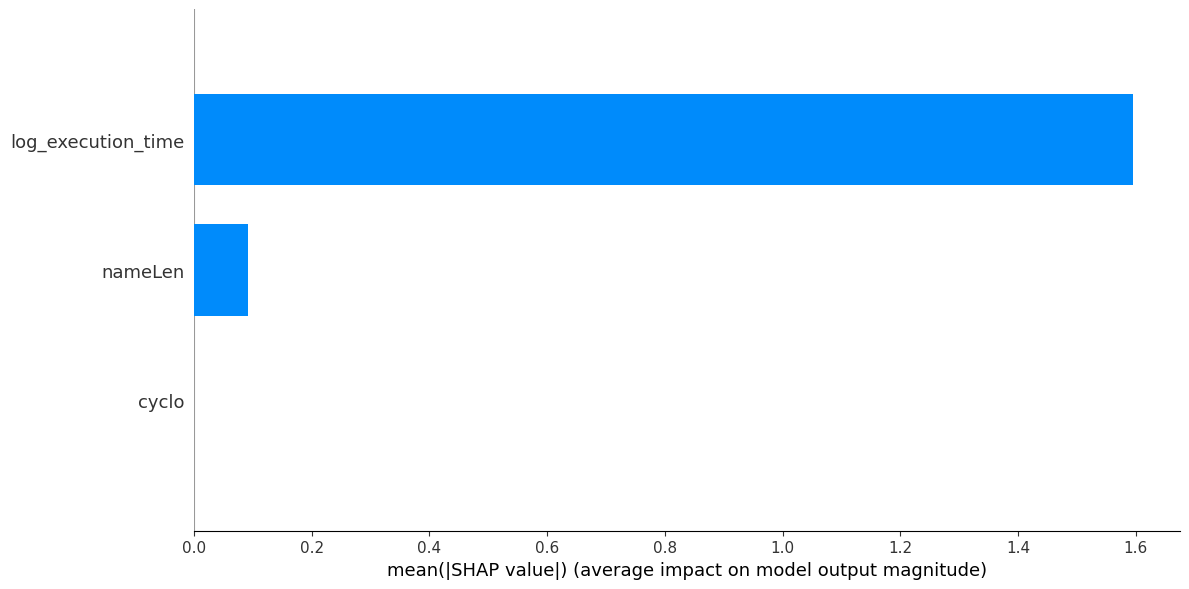 log_execution_time
nameLen
cyclo
0.0 0.2 0.4 0.6 0.8 1.0 1.2 1.4 1.6
mean(|SHAP value|) (average impact on model output magnitude)